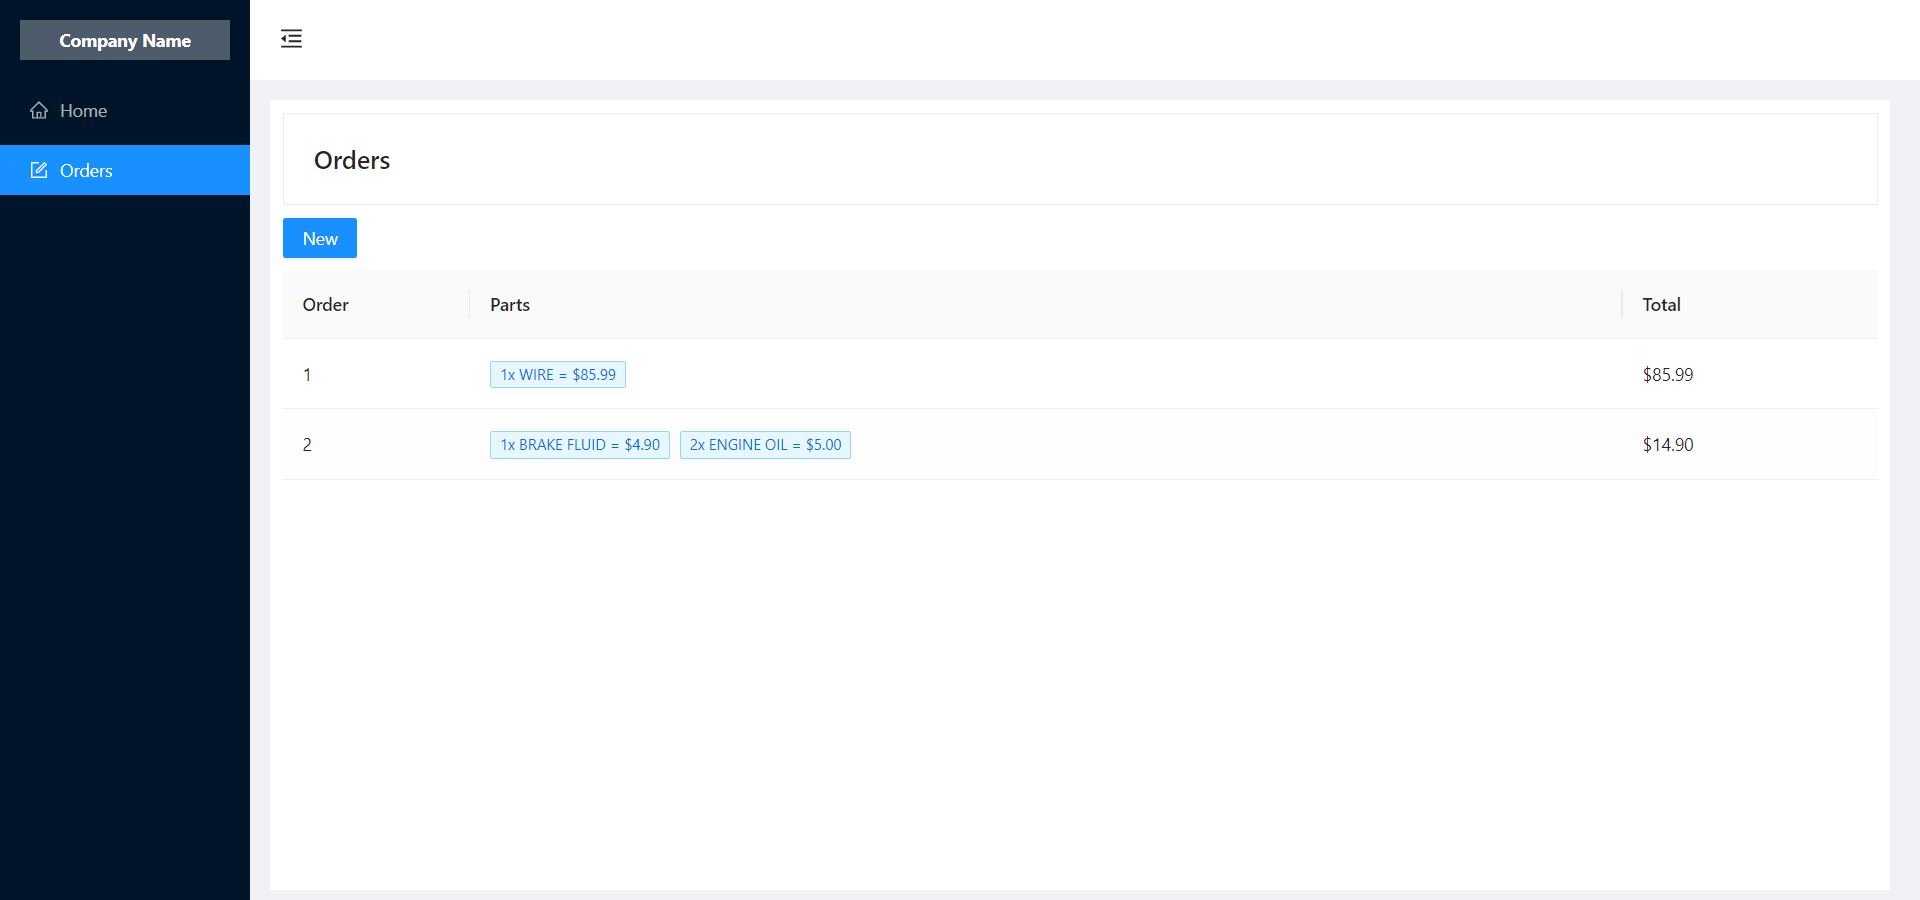 Company Name
Home
Orders
Orders
New
Order Parts Total
1 1x WIRE = $85.99 $85.99
2 1x BRAKE FLUID = $4.90 2x ENGINE OIL = $5.00 $14.90